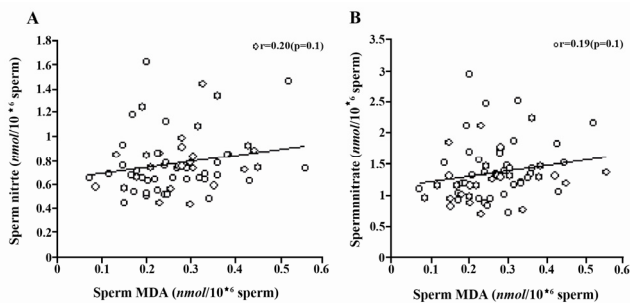 A
B
r=0.20(p=0.1)
r=0.19(p=0.1)
Sperm nitrte (nmol/10*6 sperm)
1.8
1.6
1.4
1.2
1
0.8
0.6
0.4
0.2
0
0 0.1 0.2 0.3 0.4 0.5 0.6
Sperm MDA (nmol/10*6 sperm)
Spermnnitrate (nmol/10*6 sperm)
3.5
3
2.5
2
1.5
1
0.5
0
0 0.1 0.2 0.3 0.4 0.5 0.6
Sperm MDA (nmol/10*6 sperm)